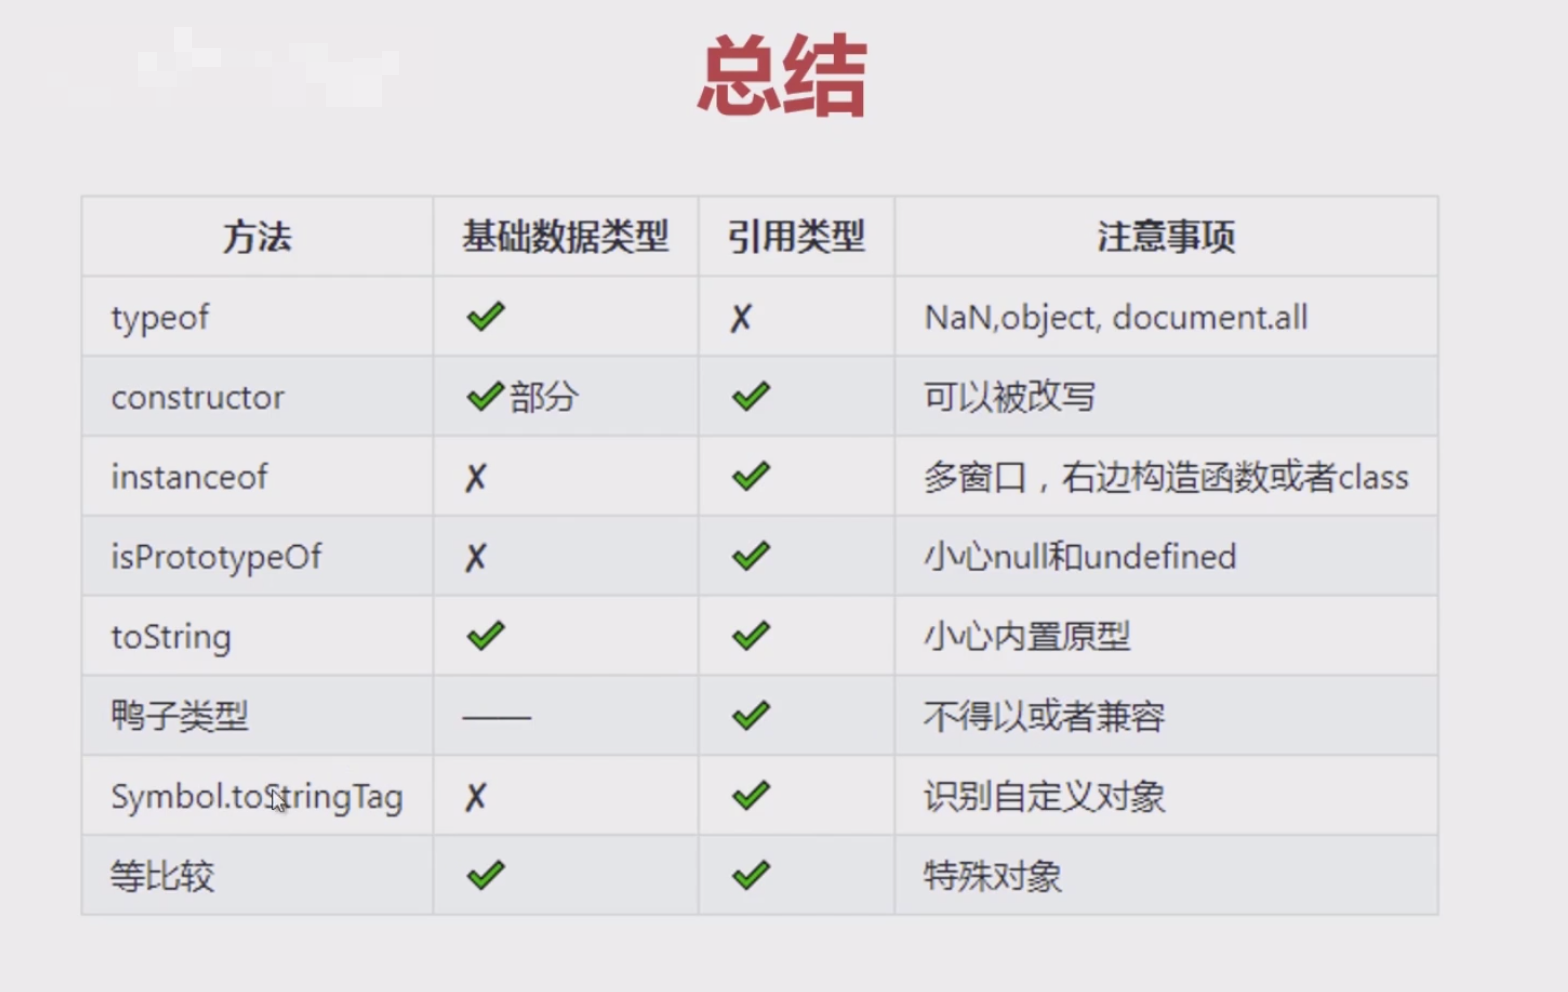 总结
方法 基础数据类型 引用类型 注意事项
typeof ✔ ✗ NaN,object, document.all
constructor ✔部分 ✔ 可以被改写
instanceof ✗ ✔ 多窗口，右边构造函数或者class
isPrototypeOf ✗ ✔ 小心null和undefined
toString ✔ ✔ 小心内置原型
鸭子类型 —— ✔ 不得以或者兼容
Symbol.toStringTag ✗ ✔ 识别自定义对象
等比较 ✔ ✔ 特殊对象